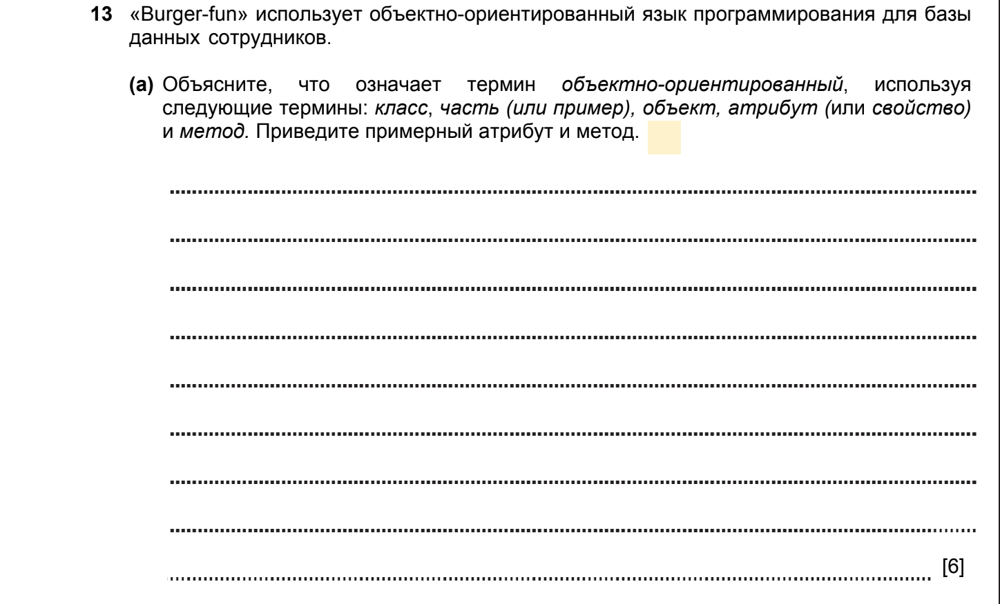 13 «Burger-fun» использует объектно-ориентированный язык программирования для базы
данных сотрудников.
(a) Объясните, что означает термин объектно-ориентированный, используя
следующие термины: класс, часть (или пример), объект, атрибут (или свойство)
и метод. Приведите примерный атрибут и метод.
[6]